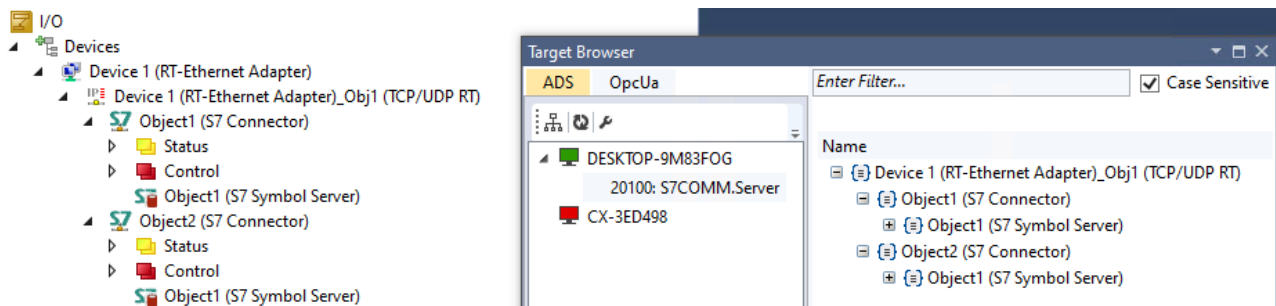 I/O
Devices
Device 1 (RT-Ethernet Adapter)
Device 1 (RT-Ethernet Adapter)_Obj1 (TCP/UDP RT)
Object1 (S7 Connector)
Status
Control
Object1 (S7 Symbol Server)
Object2 (S7 Connector)
Status
Control
Object1 (S7 Symbol Server)
Target Browser
ADS OpcUa
Enter Filter...
Case Sensitive
DESKTOP-9M83FOG
20100: S7COMM.Server
CX-3ED498
Name
Device 1 (RT-Ethernet Adapter)_Obj1 (TCP/UDP RT)
Object1 (S7 Connector)
Object1 (S7 Symbol Server)
Object2 (S7 Connector)
Object1 (S7 Symbol Server)